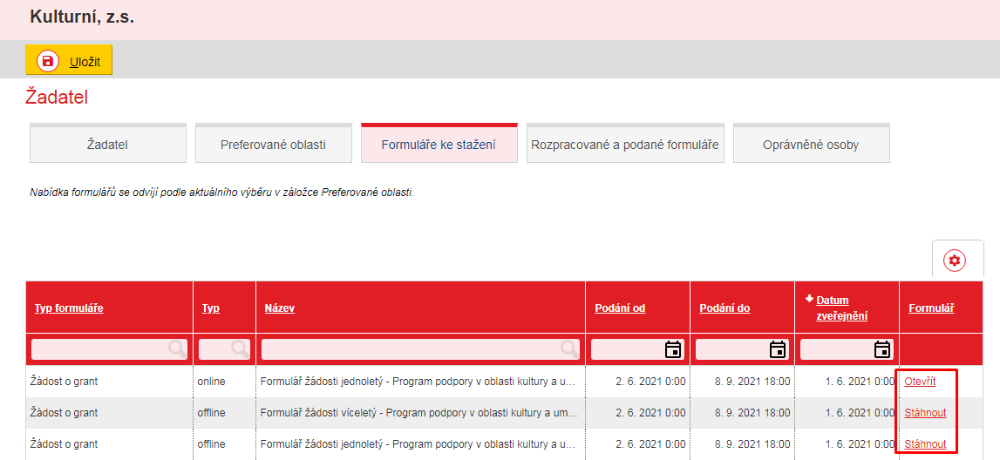 Kulturní, z.s.
Uložit
Žadatel
Žadatel Preferované oblasti Formuláře ke stažení Rozpracované a podané formuláře Oprávněné osoby
Nabídka formulářů se odvíjí podle aktuálního výběru v záložce Preferované oblasti.
Typ formuláře Typ Název Podání od Podání do Datum zveřejnění Formulář
Žádost o grant online Formulář žádosti jednoletý - Program podpory v oblasti kultury a u... 2. 6. 2021 0:00 8. 9. 2021 18:00 1. 6. 2021 0:00 Otevřít
Žádost o grant offline Formulář žádosti víceletý - Program podpory v oblasti kultury a um... 2. 6. 2021 0:00 8. 9. 2021 18:00 1. 6. 2021 0:00 Stáhnout
Žádost o grant offline Formulář žádosti jednoletý - Program podpory v oblasti kultury a u... 2. 6. 2021 0:00 8. 9. 2021 18:00 1. 6. 2021 0:00 Stáhnout